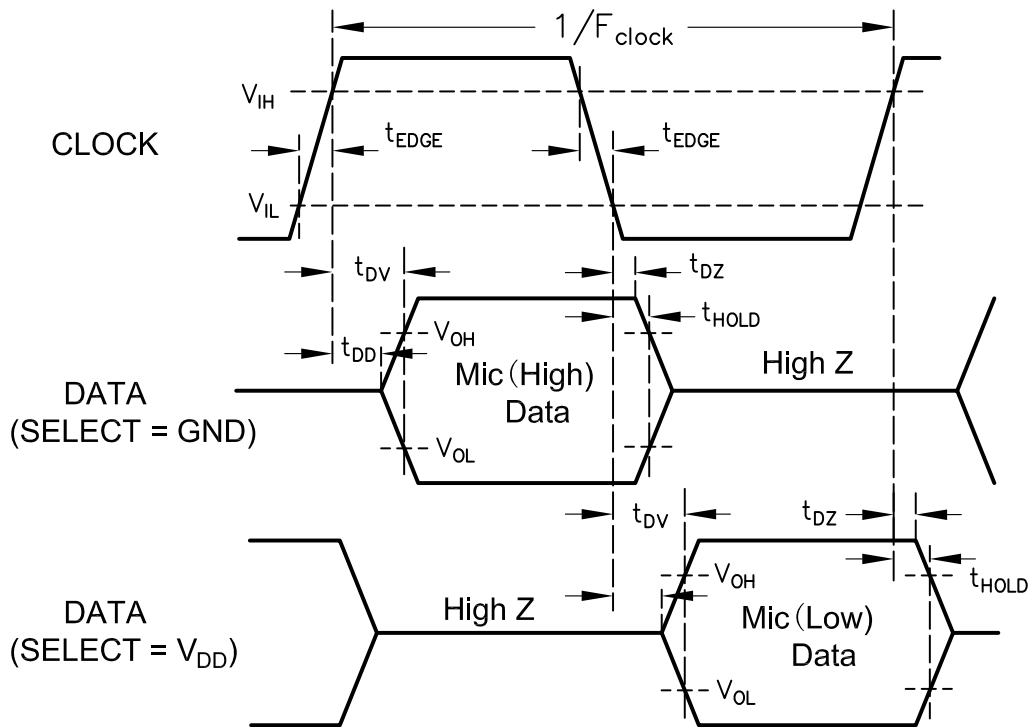 1/Fclock
VIH
CLOCK
tEDGE
tEDGE
VIL
tDV
tDZ
VOH
tHOLD
tDD
Mic (High)
Data
High Z
DATA
(SELECT = GND)
VOL
tDV
tDZ
VOH
tHOLD
High Z
Mic (Low)
Data
DATA
(SELECT = VDD)
VOL